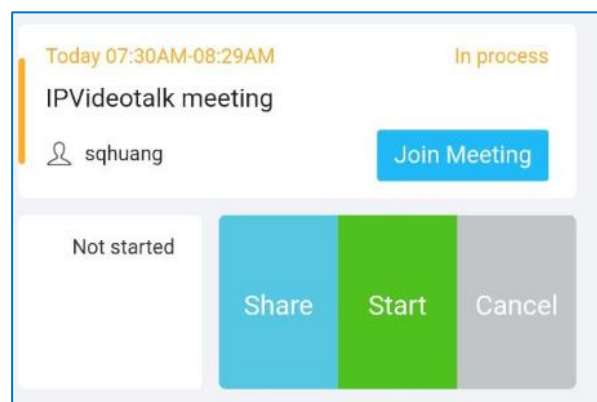 Today 07:30AM-08:29AM In process
IPVideotalk meeting
sqhuang Join Meeting
Not started
Share Start Cancel